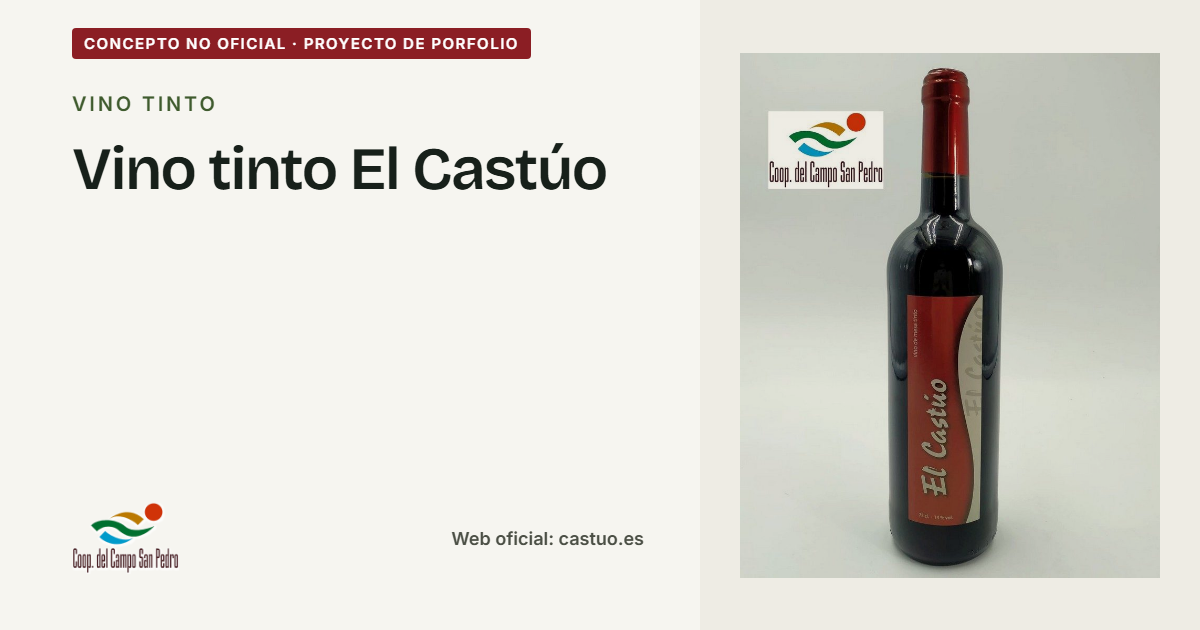 CONCEPTO NO OFICIAL · PROYECTO DE PORFOLIO
VINO TINTO
Vino tinto El Castúo
Coop. del Campo San Pedro
Web oficial: castuo.es
Coop. del Campo San Pedro
El Castúo
El Castúo